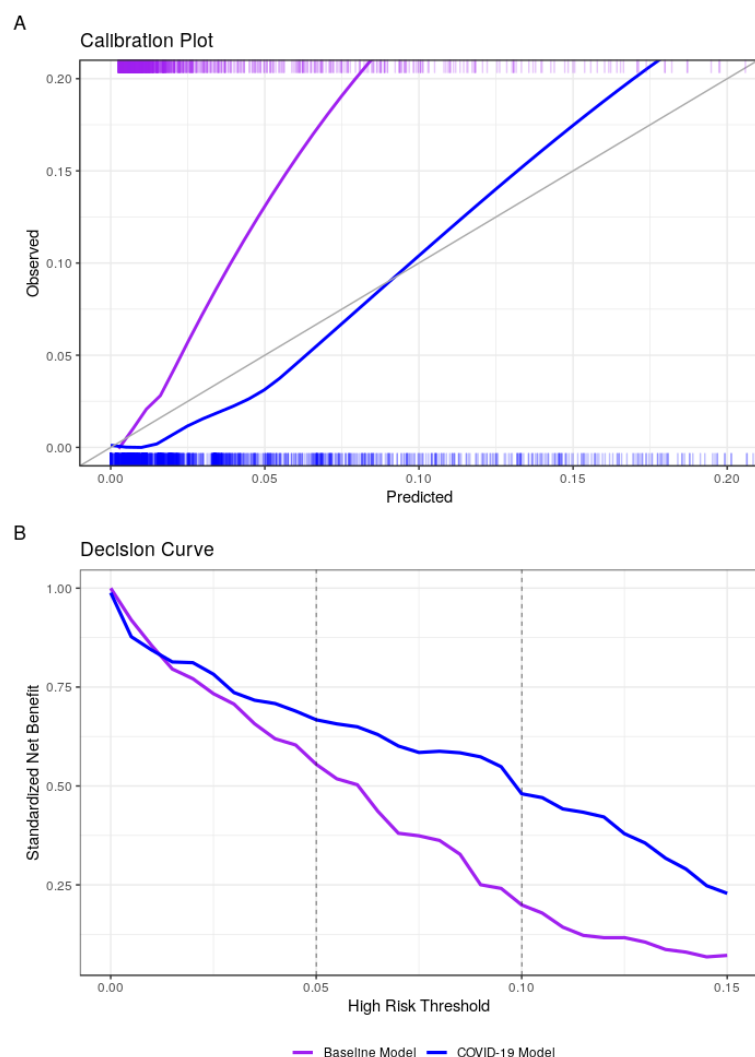 A
Calibration Plot
0.20
0.15
0.10
0.05
0.00
Observed
0.00 0.05 0.10 0.15 0.20
Predicted
B
Decision Curve
1.00
0.75
0.50
0.25
Standardized Net Benefit
0.00 0.05 0.10 0.15
High Risk Threshold
Baseline Model COVID-19 Model